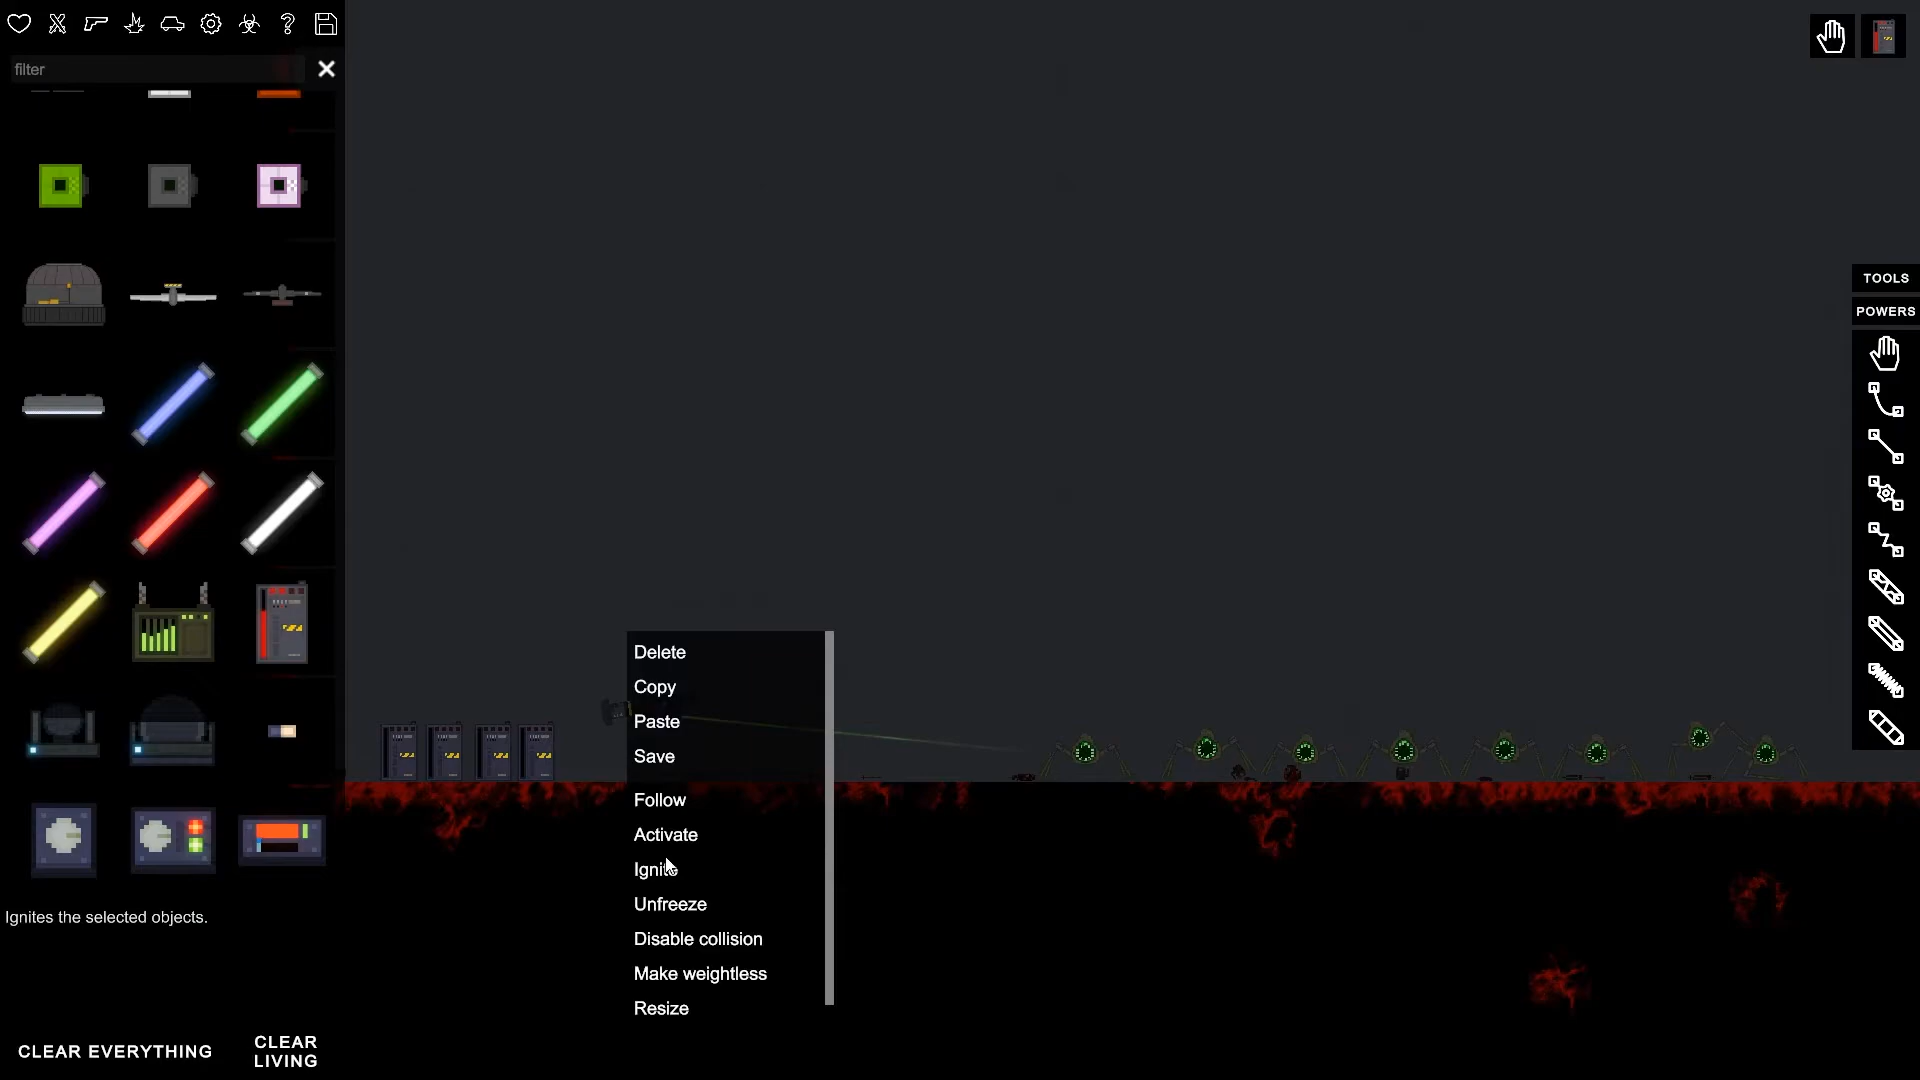 filter
TOOLS
POWERS
Delete
Copy
Paste
Save
Follow
Activate
Ignite
Unfreeze
Disable collision
Make weightless
Resize
Ignites the selected objects.
CLEAR EVERYTHING
CLEAR
LIVING